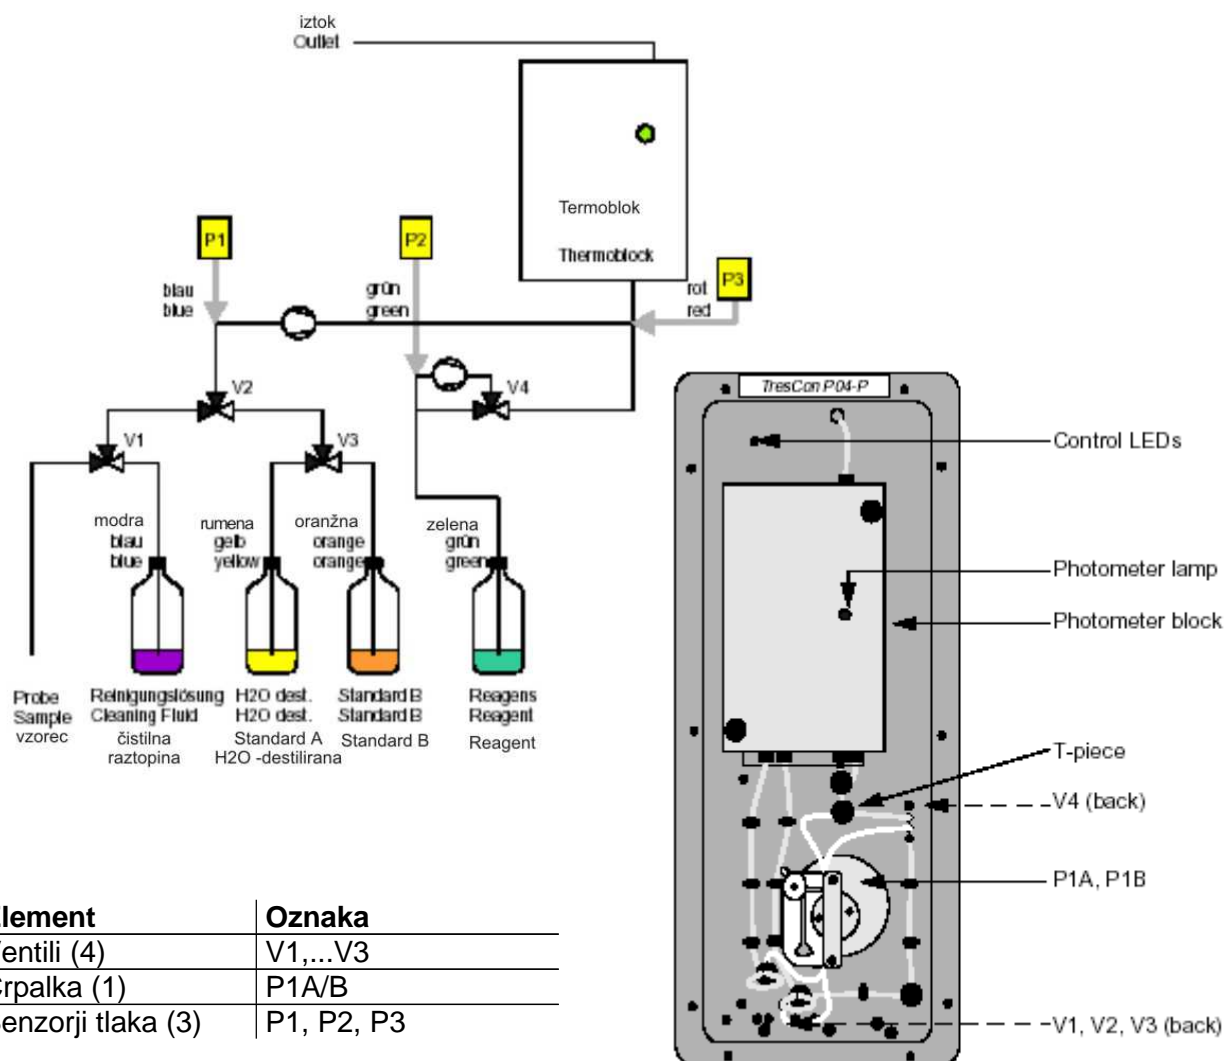 iztok
Outlet
Termoblok
Thermoblock
P1
P2
P3
blau
blue
grün
green
rot
red
V2
V4
V1
V3
modra
blau
blue
rumena
gelb
yellow
oranžna
orange
orange
zelena
grün
green
Probe
Sample
vzorec
Reinigungslösung
Cleaning Fluid
čistilna
raztopina
H2O dest.
H2O dest.
Standard A
H2O -destilirana
Standard B
Standard B
Standard B
Reagens
Reagent
Reagent
TresCon P04-P
Control LEDs
Photometer lamp
Photometer block
T-piece
V4 (back)
P1A, P1B
V1, V2, V3 (back)
lement Oznaka
entili (4) V1,...V3
rpalka (1) P1A/B
enzorji tlaka (3) P1, P2, P3